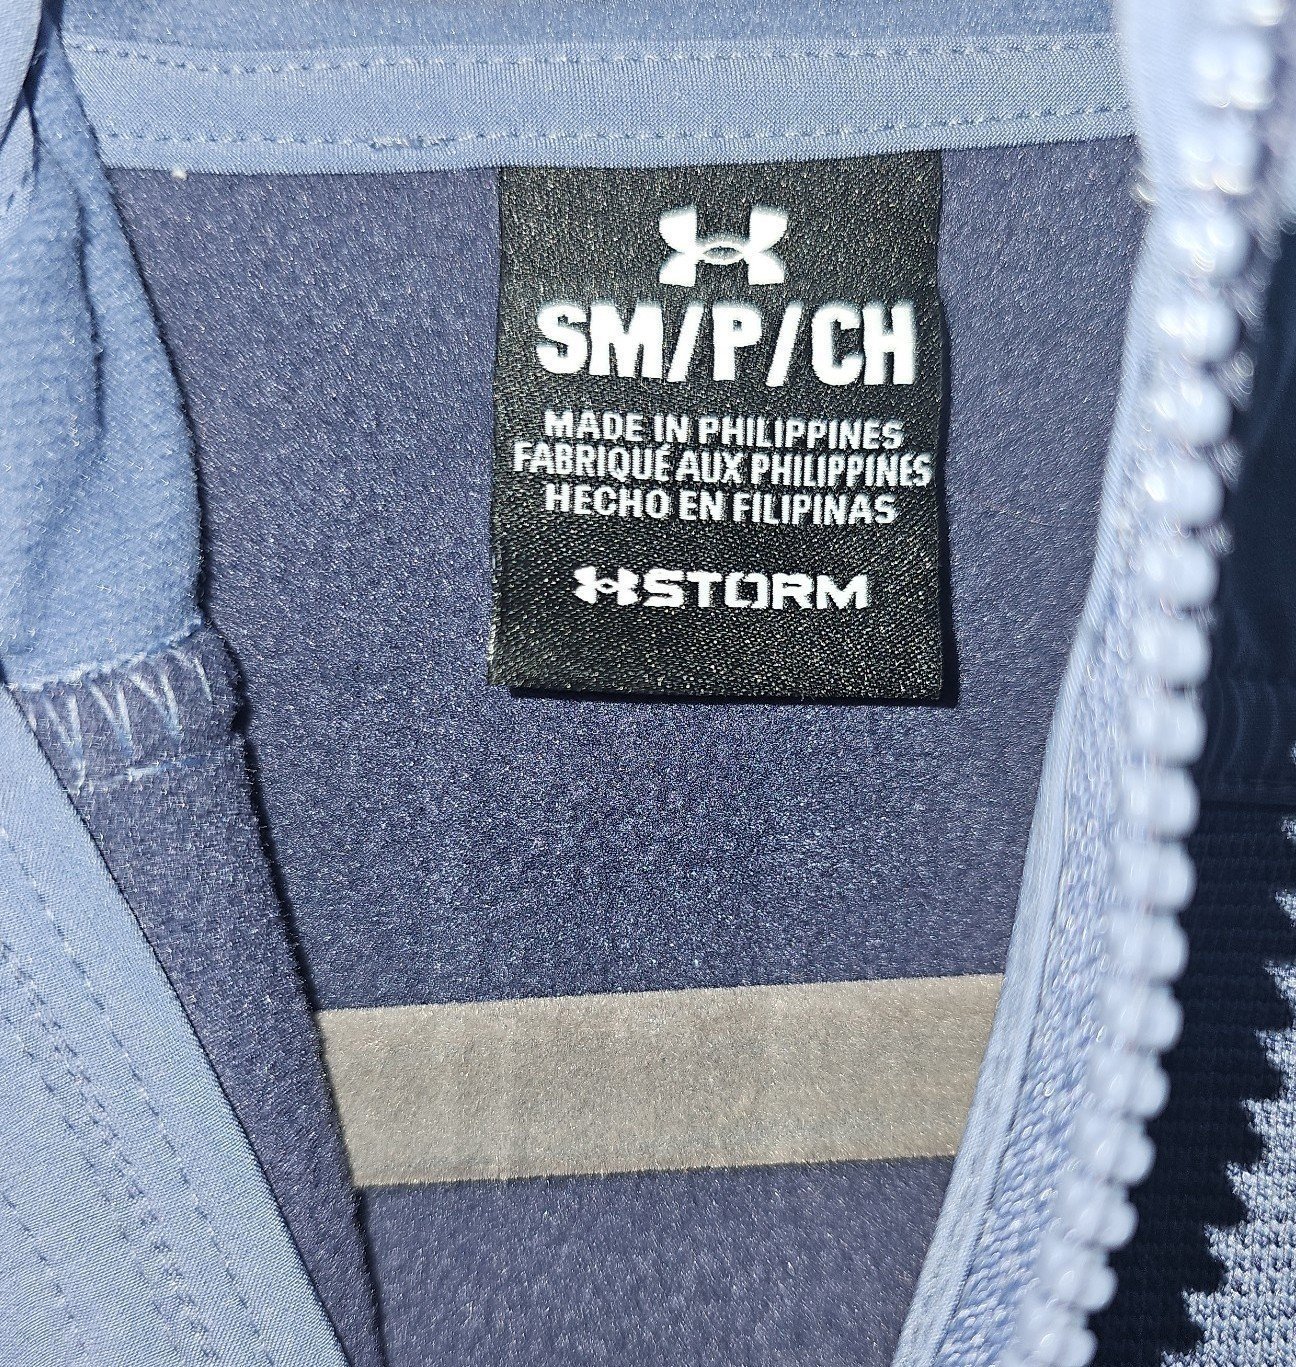 SM/P/CH
MADE IN PHILIPPINES
FABRIQUÉ AUX PHILIPPINES
HECHO EN FILIPINAS
STORM